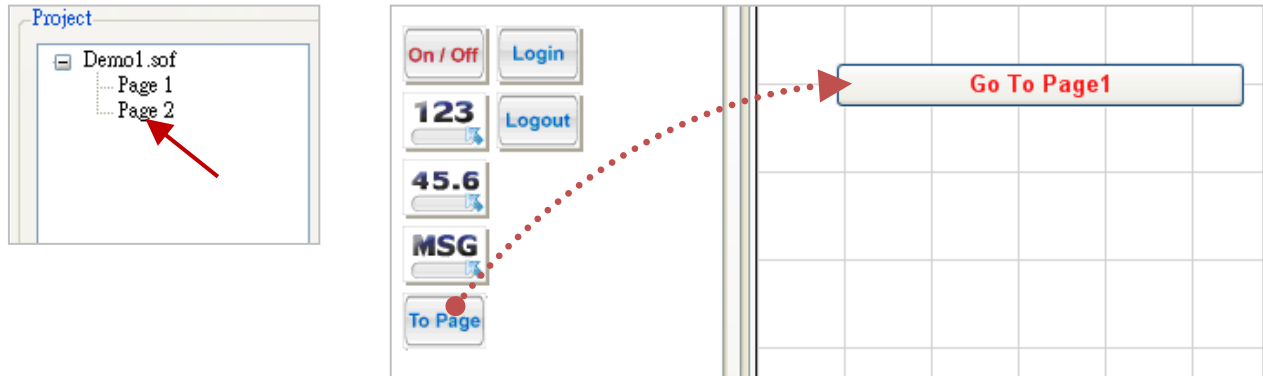 Project
Demo1.sof
Page 1
Page 2
On / Off
Login
123
Logout
45.6
MSG
To Page
Go To Page1